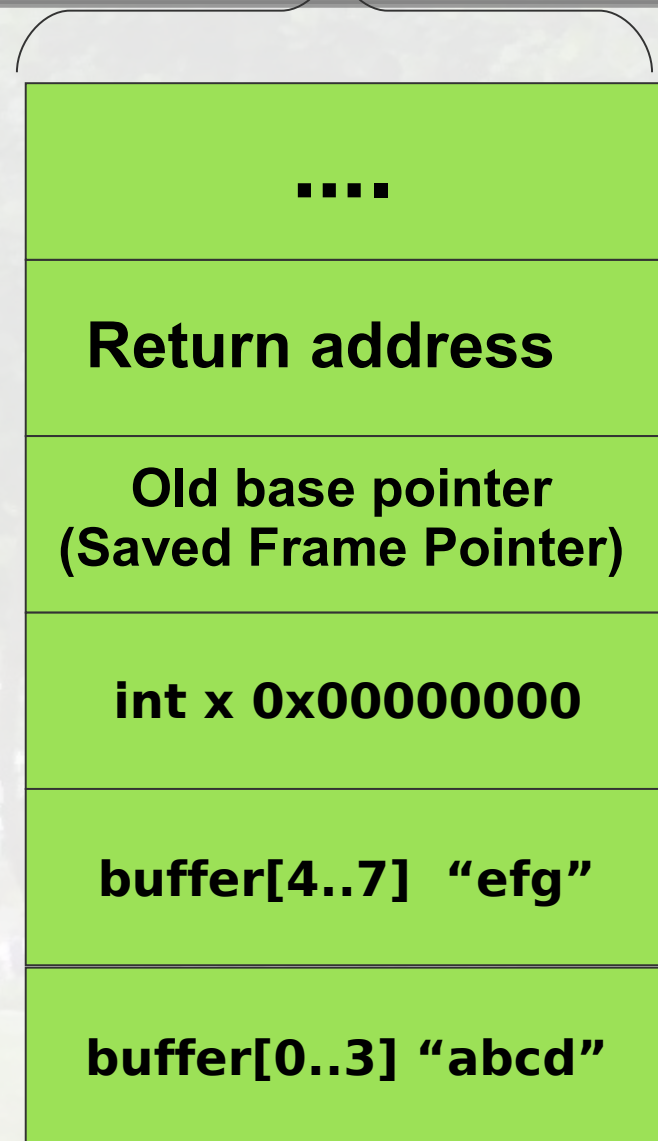 ....
Return address
Old base pointer
(Saved Frame Pointer)
int x 0x00000000
buffer[4..7]  “efg”
buffer[0..3] “abcd”